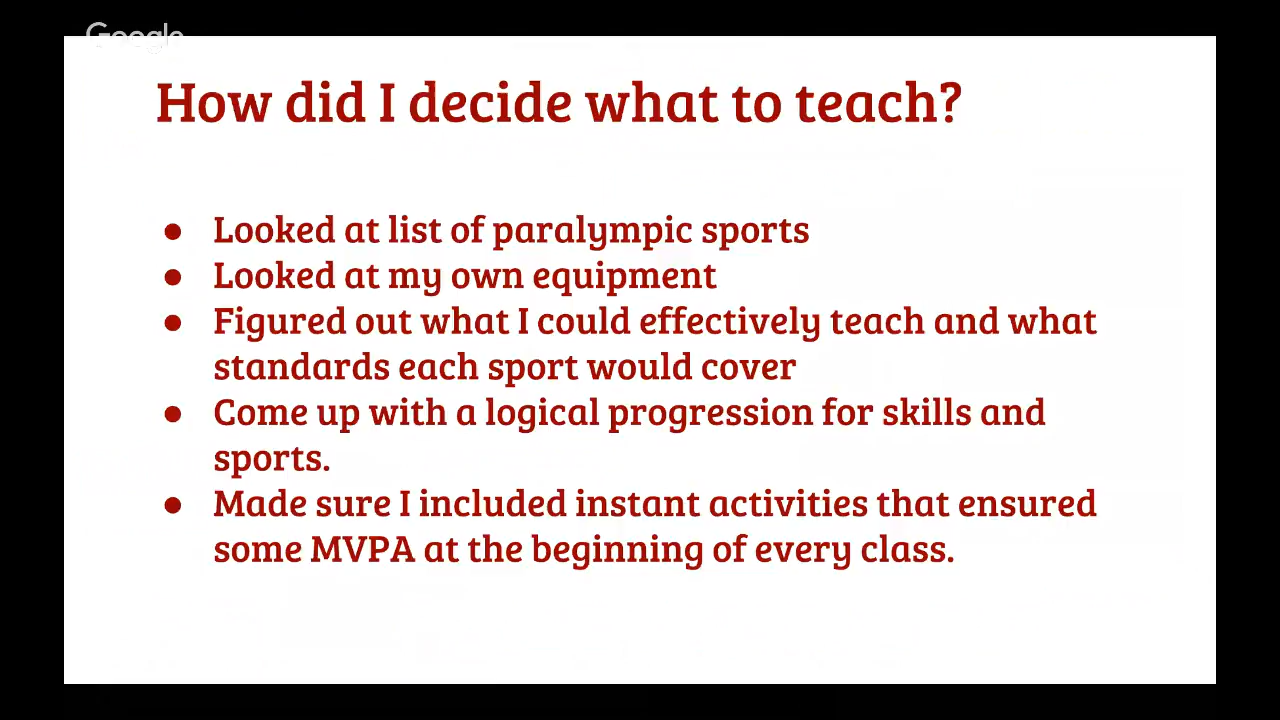 Google
How did I decide what to teach?
● Looked at list of paralympic sports
● Looked at my own equipment
● Figured out what I could effectively teach and what
standards each sport would cover
● Come up with a logical progression for skills and
sports.
● Made sure I included instant activities that ensured
some MVPA at the beginning of every class.